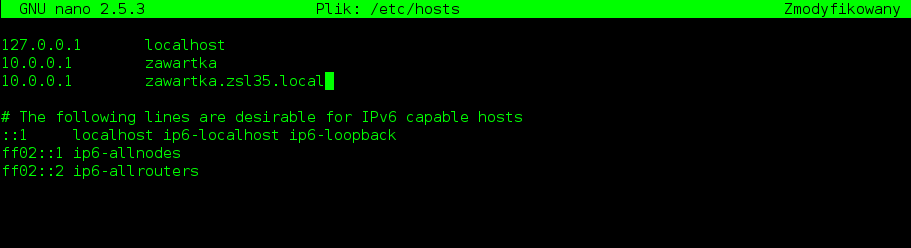 GNU nano 2.5.3 Plik: /etc/hosts Zmodyfikowany
127.0.0.1 localhost
10.0.0.1 zawartka
10.0.0.1 zawartka.zsl35.local
# The following lines are desirable for IPv6 capable hosts
::1 localhost ip6-localhost ip6-loopback
ff02::1 ip6-allnodes
ff02::2 ip6-allrouters